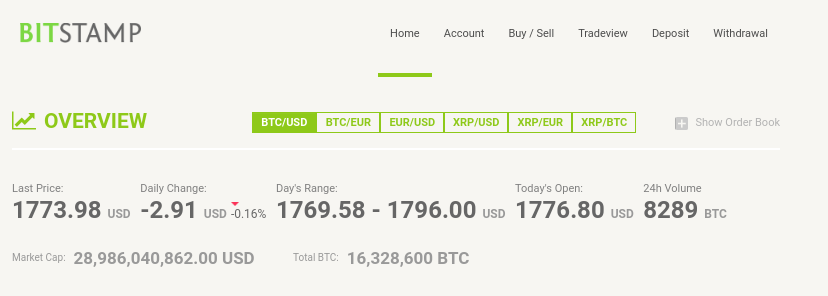 BITSTAMP
Home Account Buy / Sell Tradeview Deposit Withdrawal
OVERVIEW
BTC/USD BTC/EUR EUR/USD XRP/USD XRP/EUR XRP/BTC
Show Order Book
Last Price: Daily Change: Day's Range: Today's Open: 24h Volume
1773.98 USD -2.91 USD -0.16% 1769.58 - 1796.00 USD 1776.80 USD 8289 BTC
Market Cap: 28,986,040,862.00 USD Total BTC: 16,328,600 BTC